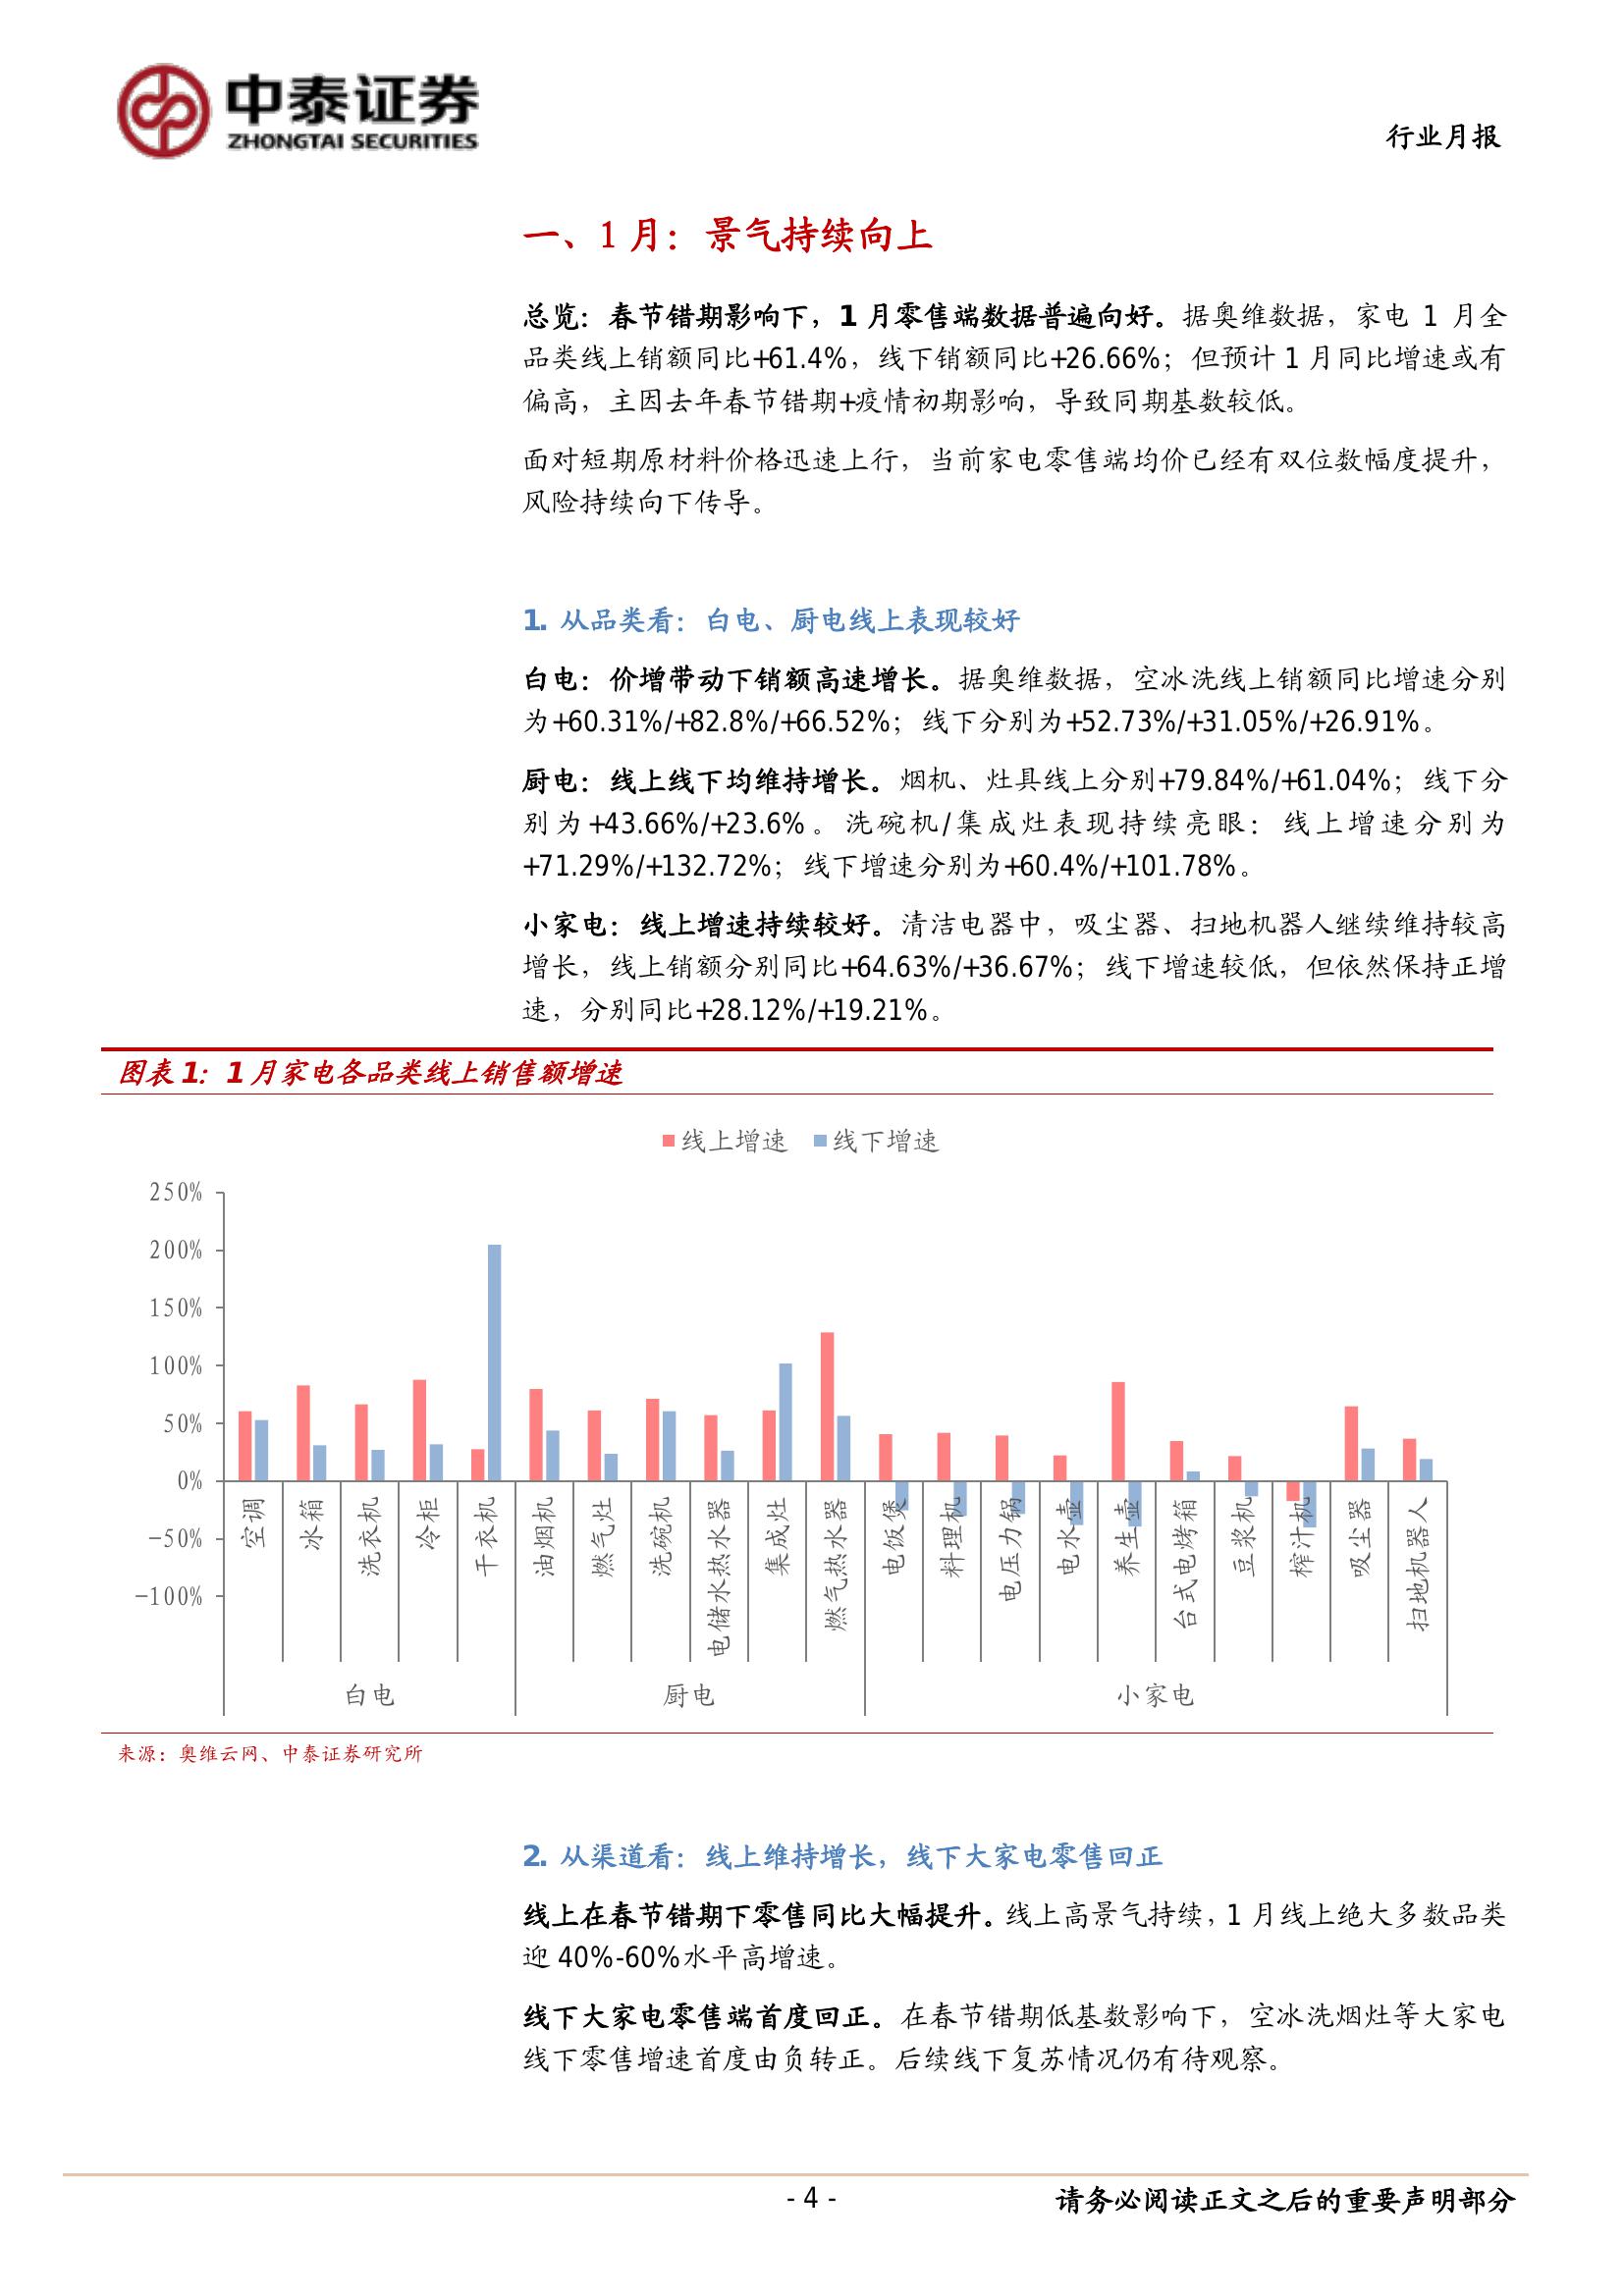 中泰证券
ZHONGTAI SECURITIES
行业月报
一、1 月：景气持续向上
总览：春节错期影响下，1 月零售端数据普遍向好。据奥维数据，家电 1 月全
品类线上销额同比+61.4%，线下销额同比+26.66%；但预计 1 月同比增速或有
偏高，主因去年春节错期+疫情初期影响，导致同期基数较低。
面对短期原材料价格迅速上行，当前家电零售端均价已经有双位数幅度提升，
风险持续向下传导。
1. 从品类看：白电、厨电线上表现较好
白电：价增带动下销额高速增长。据奥维数据，空冰洗线上销额同比增速分别
为+60.31%/+82.8%/+66.52%；线下分别为+52.73%/+31.05%/+26.91%。
厨电：线上线下均维持增长。烟机、灶具线上分别+79.84%/+61.04%；线下分
别为+43.66%/+23.6%。洗碗机/集成灶表现持续亮眼：线上增速分别为
+71.29%/+132.72%；线下增速分别为+60.4%/+101.78%。
小家电：线上增速持续较好。清洁电器中，吸尘器、扫地机器人继续维持较高
增长，线上销额分别同比+64.63%/+36.67%；线下增速较低，但依然保持正增
速，分别同比+28.12%/+19.21%。
图表 1：1 月家电各品类线上销售额增速
线上增速 线下增速
250%
200%
150%
100%
50%
0%
-50%
-100%
空调
冰箱
洗衣机
冷柜
干衣机
油烟机
燃气灶
洗碗机
电储水热水器
集成灶
燃气热水器
电饭煲
料理机
电压力锅
电水壶
养生壶
台式电烤箱
豆浆机
榨汁机
吸尘器
扫地机器人
白电 厨电 小家电
来源：奥维云网、中泰证券研究所
2. 从渠道看：线上维持增长，线下大家电零售回正
线上在春节错期下零售同比大幅提升。线上高景气持续，1 月线上绝大多数品类
迎 40%-60%水平高增速。
线下大家电零售端首度回正。在春节错期低基数影响下，空冰洗烟灶等大家电
线下零售增速首度由负转正。后续线下复苏情况仍有待观察。
- 4 -
请务必阅读正文之后的重要声明部分